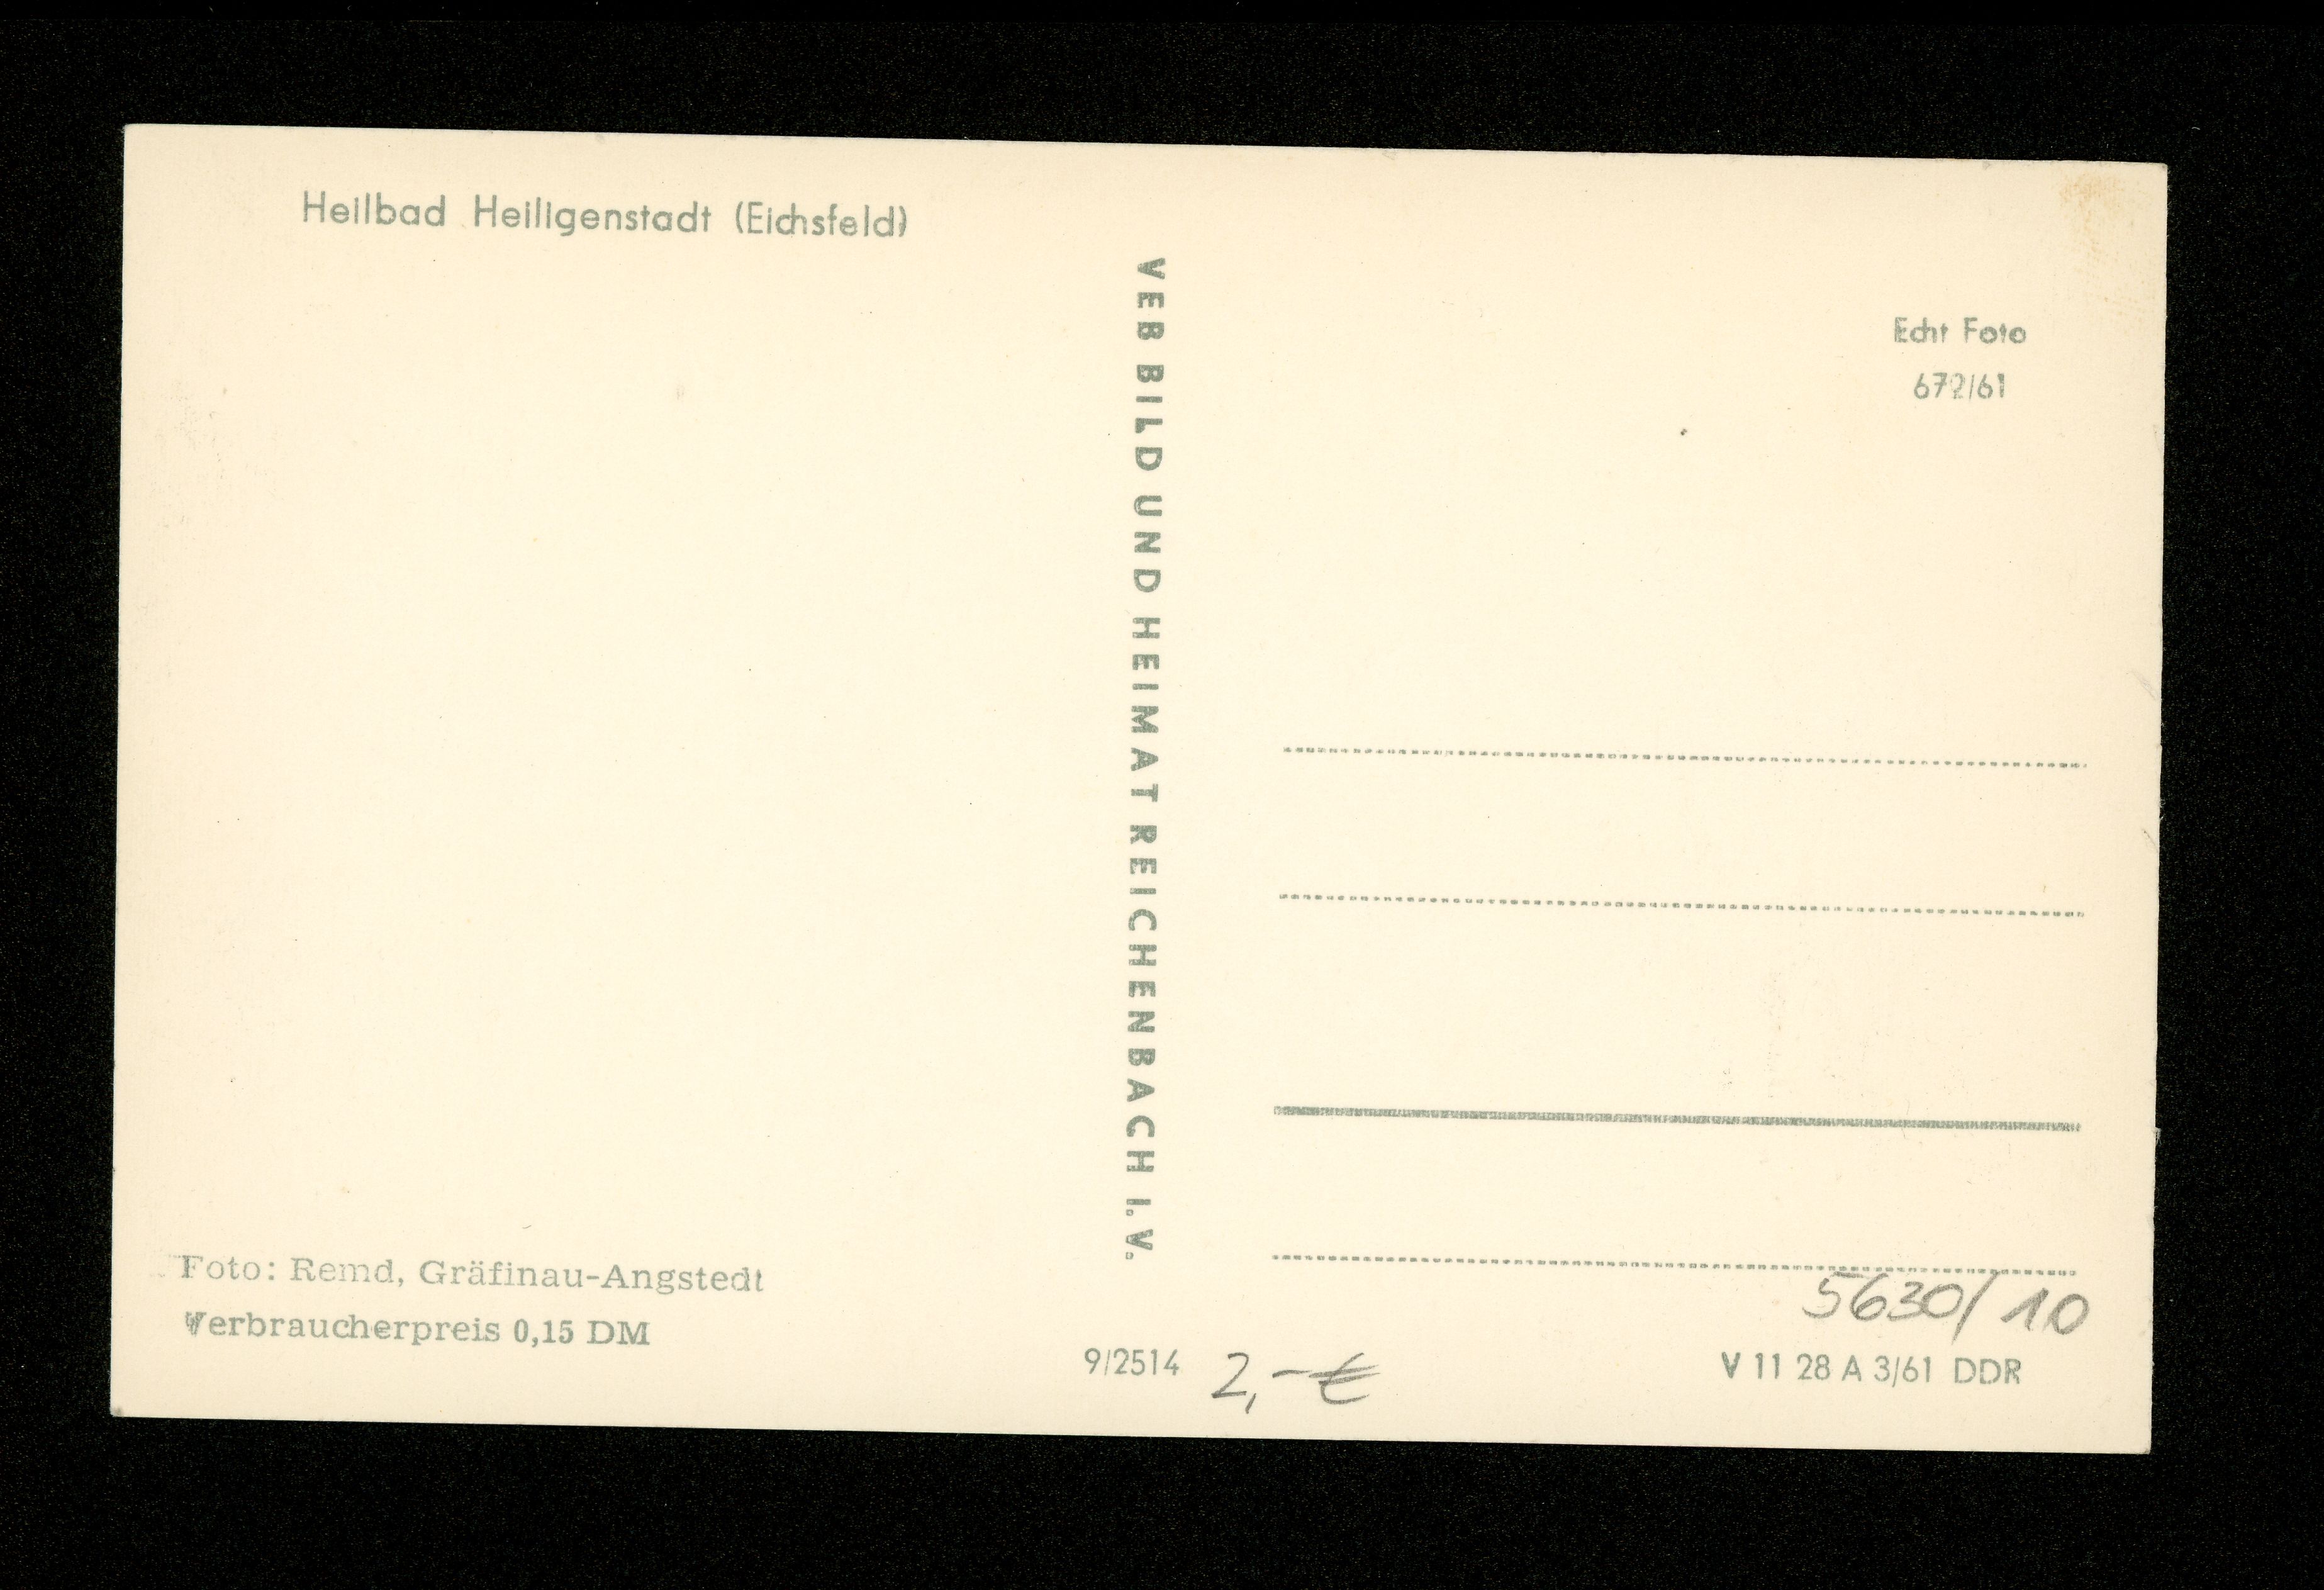 Heilbad Heiligenstadt (Eichsfeld)
VEB BILD UND HEIMAT REICHENBACH I.V.
Echt Foto
672/61
Foto: Remd, Gräfinau-Angstedt
Verbraucherpreis 0,15 DM
9/2514
2,-€
5630/10
V 11 28 A 3/61 DDR